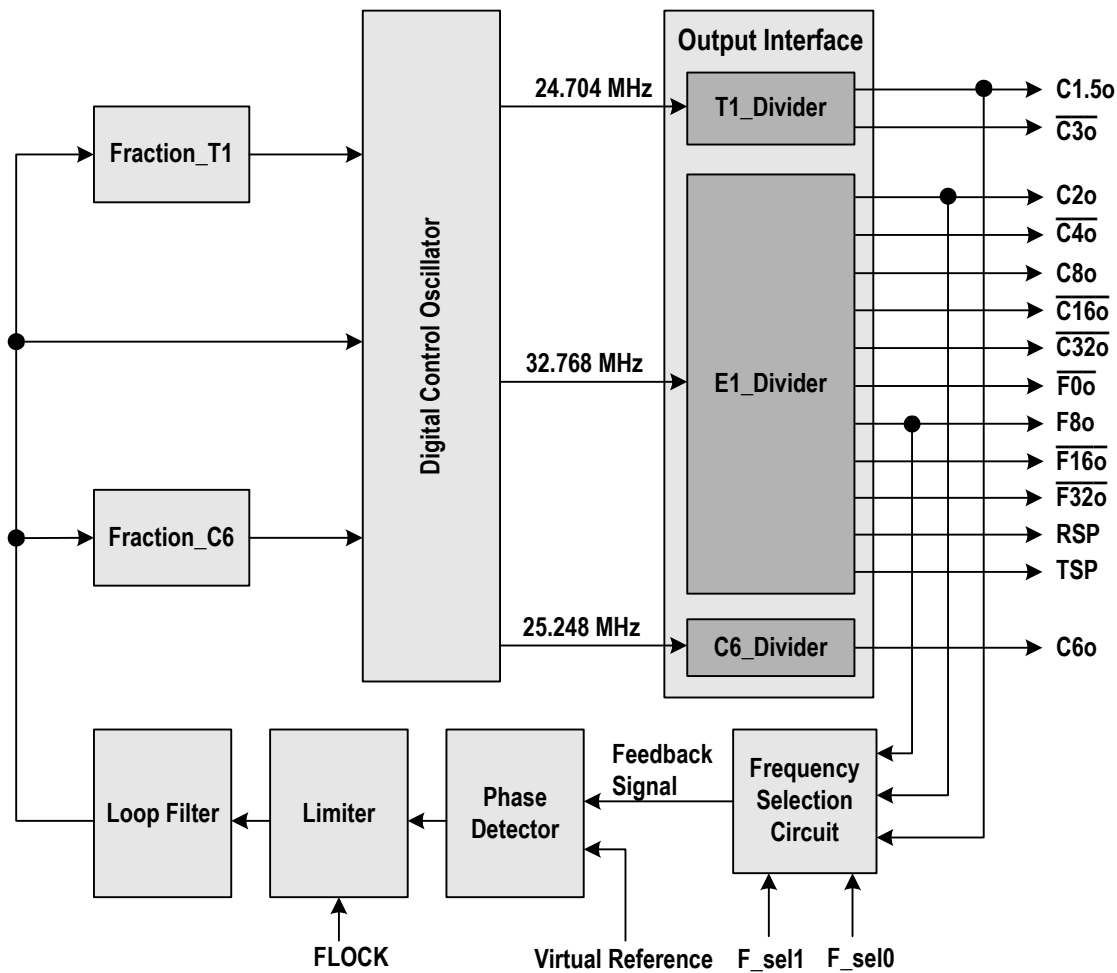 Output Interface
24.704 MHz
T1_Divider
C1.5o
C3o
Fraction_T1
C2o
C4o
C8o
C16o
C32o
Digital Control Oscillator
32.768 MHz
E1_Divider
F0o
F8o
F16o
F32o
RSP
TSP
Fraction_C6
25.248 MHz
C6_Divider
C6o
Loop Filter
Limiter
Phase
Detector
Feedback
Signal
Frequency
Selection
Circuit
FLOCK
Virtual Reference
F_sel1
F_sel0